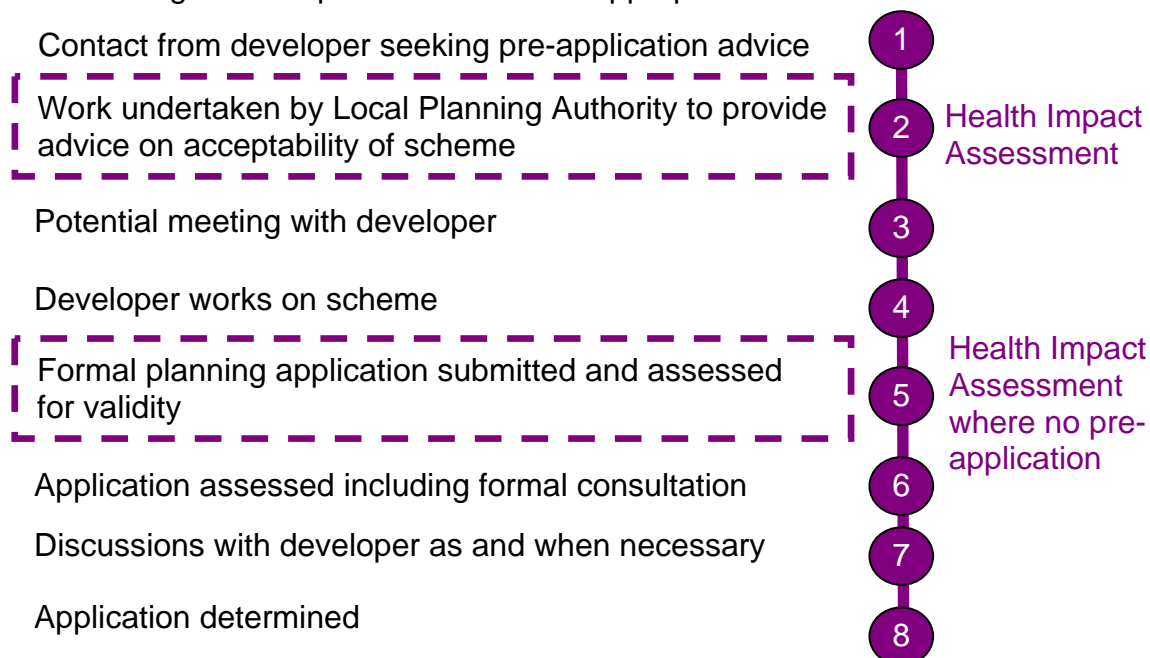 Contact from developer seeking pre-application advice
1
Work undertaken by Local Planning Authority to provide
advice on acceptability of scheme
2
Health Impact
Assessment
Potential meeting with developer
3
Developer works on scheme
4
Formal planning application submitted and assessed
for validity
5
Health Impact
Assessment
where no pre-
application
Application assessed including formal consultation
6
Discussions with developer as and when necessary
7
Application determined
8